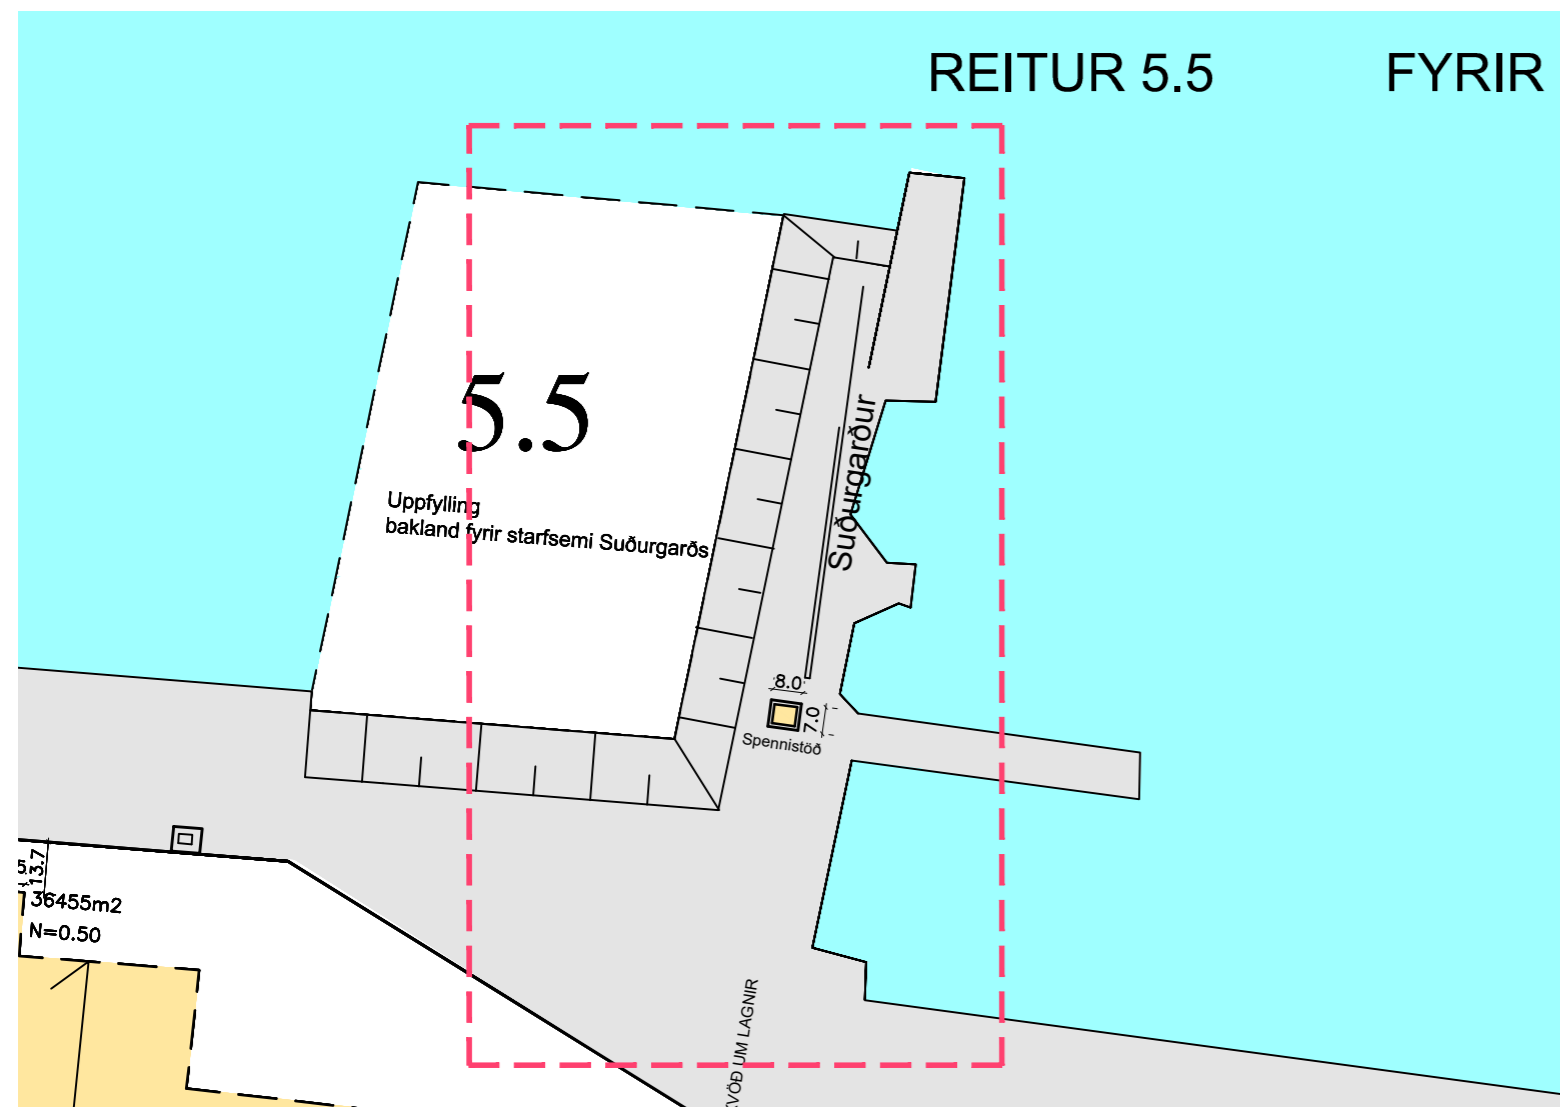 REITUR 5.5 FYRIR
5.5
Uppfylling
bakland fyrir starfsemi Suðurgarðs
Suðurgarður
8.0
7.0
Spennistöð
13.7
36455m2
N=0.50
KVÖÐ UM LAGNIR